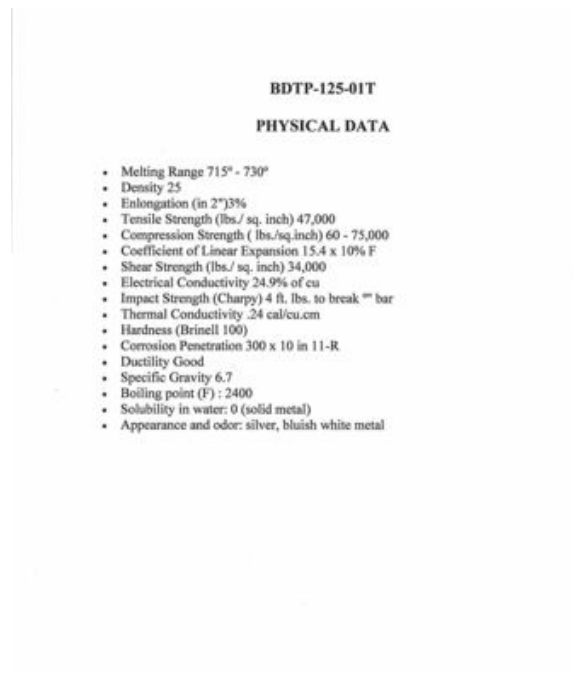 BDTP-125-01T
PHYSICAL DATA
• Melting Range 715º - 730º
• Density 25
• Enlongation (in 2")3%
• Tensile Strength (lbs./ sq. inch) 47,000
• Compression Strength ( lbs./sq.inch) 60 - 75,000
• Coefficient of Linear Expansion 15.4 x 10% F
• Shear Strength (lbs./ sq. inch) 34,000
• Electrical Conductivity 24.9% of cu
• Impact Strength (Charpy) 4 ft. lbs. to break bar
• Thermal Conductivity .24 cal/cu.cm
• Hardness (Brinell 100)
• Corrosion Penetration 300 x 10 in 11-R
• Ductility Good
• Specific Gravity 6.7
• Boiling point (F) : 2400
• Solubility in water: 0 (solid metal)
• Appearance and odor: silver, bluish white metal